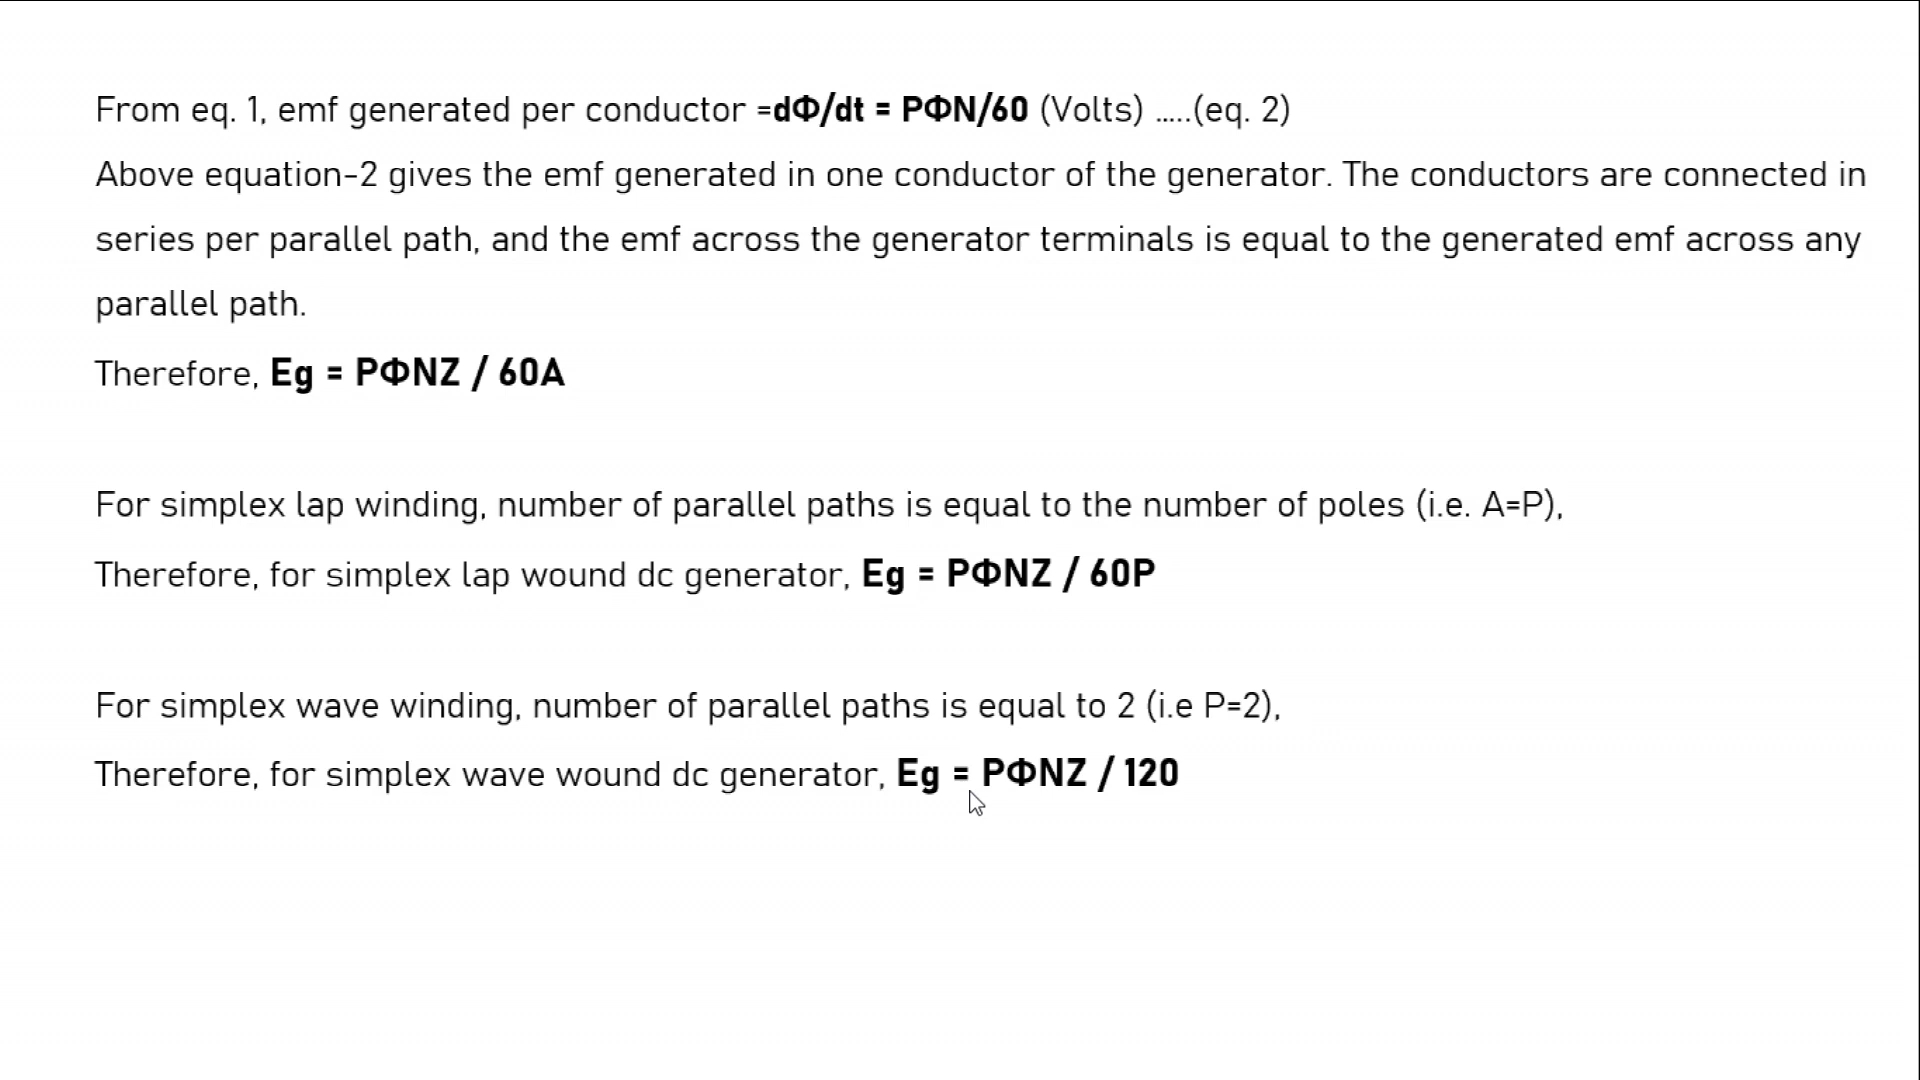 From eq. 1, emf generated per conductor =dΦ/dt = PΦN/60 (Volts) .....(eq. 2)
Above equation-2 gives the emf generated in one conductor of the generator. The conductors are connected in
series per parallel path, and the emf across the generator terminals is equal to the generated emf across any
parallel path.
Therefore, Eg = PΦNZ / 60A
For simplex lap winding, number of parallel paths is equal to the number of poles (i.e. A=P),
Therefore, for simplex lap wound dc generator, Eg = PΦNZ / 60P
For simplex wave winding, number of parallel paths is equal to 2 (i.e P=2),
Therefore, for simplex wave wound dc generator, Eg = PΦNZ / 120